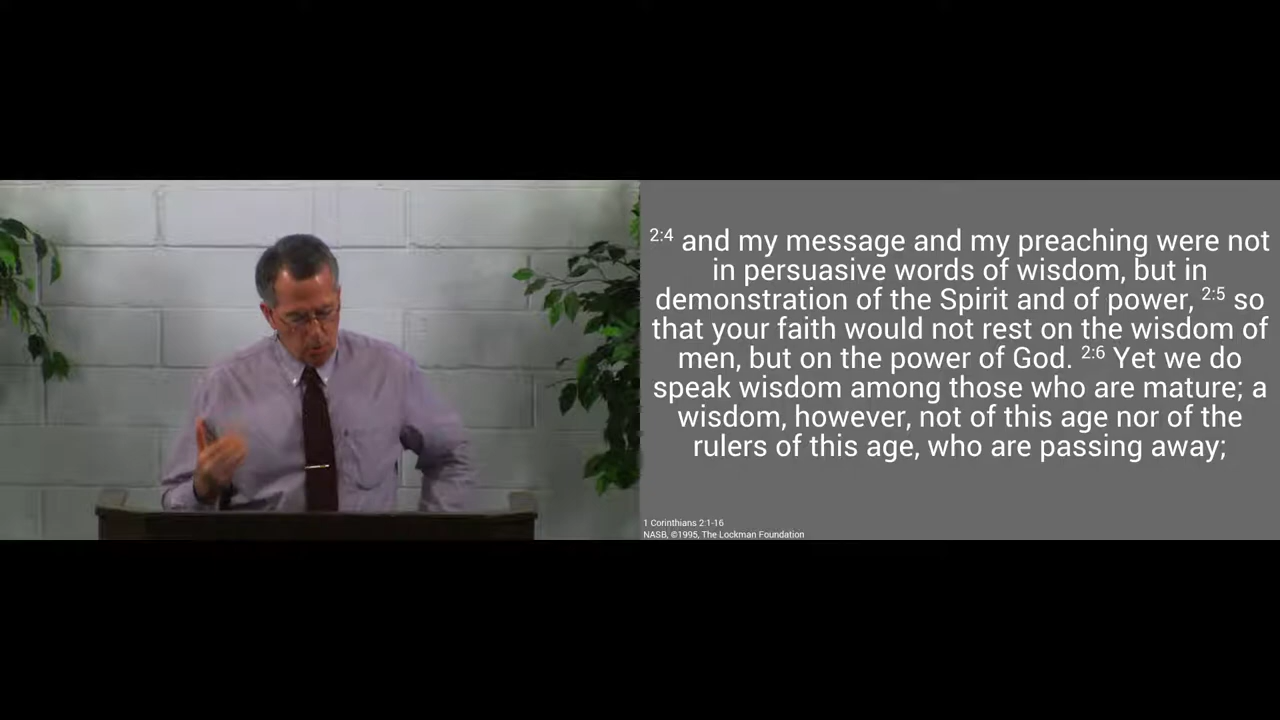 2:4 and my message and my preaching were not
in persuasive words of wisdom, but in
demonstration of the Spirit and of power, 2:5 so
that your faith would not rest on the wisdom of
men, but on the power of God. 2:6 Yet we do
speak wisdom among those who are mature; a
wisdom, however, not of this age nor of the
rulers of this age, who are passing away;
1 Corinthians 2:1-16
NASB, ©1995, The Lockman Foundation